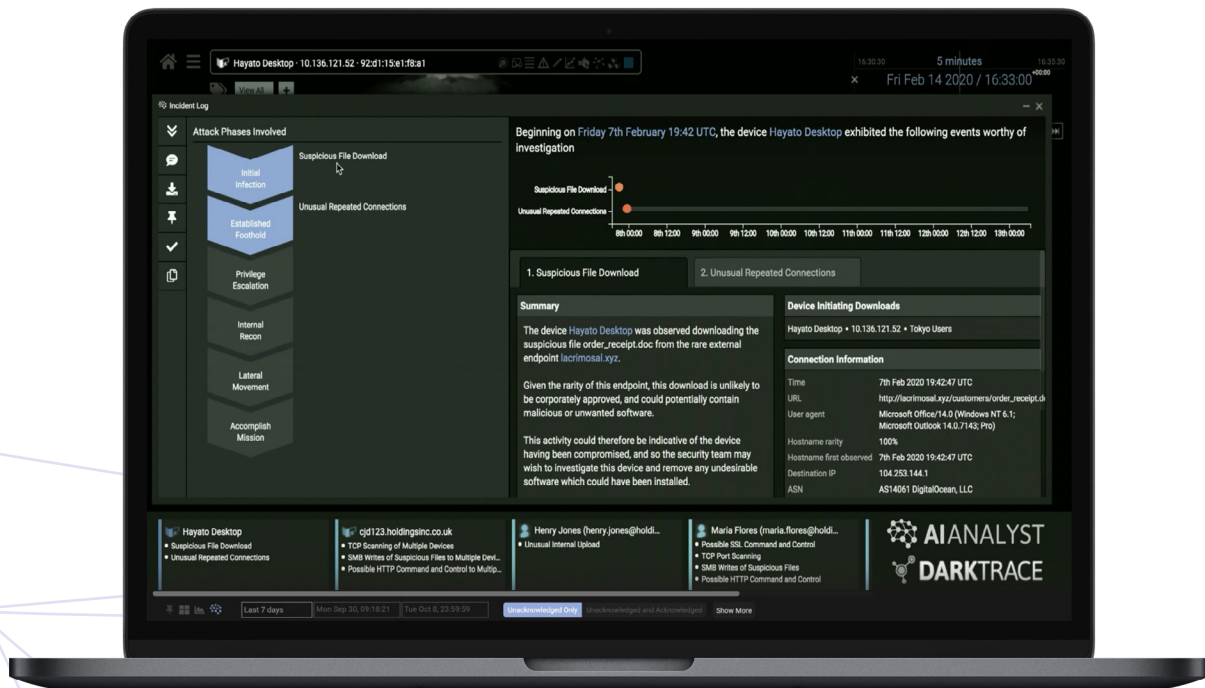 Hayato Desktop · 10.136.121.52 · 92:d1:15:e1:f8:a1
16:30:30
5 minutes
16:35:30
Fri Feb 14 2020 / 16:33:00 +00:00
View All +
Incident Log
Attack Phases Involved
Initial
Infection
Suspicious File Download
Established
Foothold
Unusual Repeated Connections
Privilege
Escalation
Internal
Recon
Lateral
Movement
Accomplish
Mission
Beginning on Friday 7th February 19:42 UTC, the device Hayato Desktop exhibited the following events worthy of
investigation
Suspicious File Download
Unusual Repeated Connections
8th 00:00 8th 12:00 9th 00:00 9th 12:00 10th 00:00 10th 12:00 11th 00:00 11th 12:00 12th 00:00 12th 12:00 13th 00:00
1. Suspicious File Download
2. Unusual Repeated Connections
Summary
The device Hayato Desktop was observed downloading the
suspicious file order_receipt.doc from the rare external
endpoint lacrimosal.xyz.
Given the rarity of this endpoint, this download is unlikely to
be corporately approved, and could potentially contain
malicious or unwanted software.
This activity could therefore be indicative of the device
having been compromised, and so the security team may
wish to investigate this device and remove any undesirable
software which could have been installed.
Device Initiating Downloads
Hayato Desktop • 10.136.121.52 • Tokyo Users
Connection Information
Time 7th Feb 2020 19:42:47 UTC
URL http://lacrimosal.xyz/customers/order_receipt.d
User agent Microsoft Office/14.0 (Windows NT 6.1;
Microsoft Outlook 14.0.7143; Pro)
Hostname rarity 100%
Hostname first observed 7th Feb 2020 19:42:47 UTC
Destination IP 104.253.144.1
ASN AS14061 DigitalOcean, LLC
Hayato Desktop
• Suspicious File Download
• Unusual Repeated Connections
cjd123.holdingsinc.co.uk
• TCP Scanning of Multiple Devices
• SMB Writes of Suspicious Files to Multiple Devi...
• Possible HTTP Command and Control to Multip...
Henry Jones (henry.jones@holdi...
• Unusual Internal Upload
Maria Flores (maria.flores@holdi...
• Possible SSL Command and Control
• TCP Port Scanning
• SMB Writes of Suspicious Files
• Possible HTTP Command and Control
AIANALYST
DARKTRACE
Last 7 days
Mon Sep 30, 09:18:21
Tue Oct 8, 23:59:59
Unacknowledged Only
Unacknowledged and Acknowledged
Show More